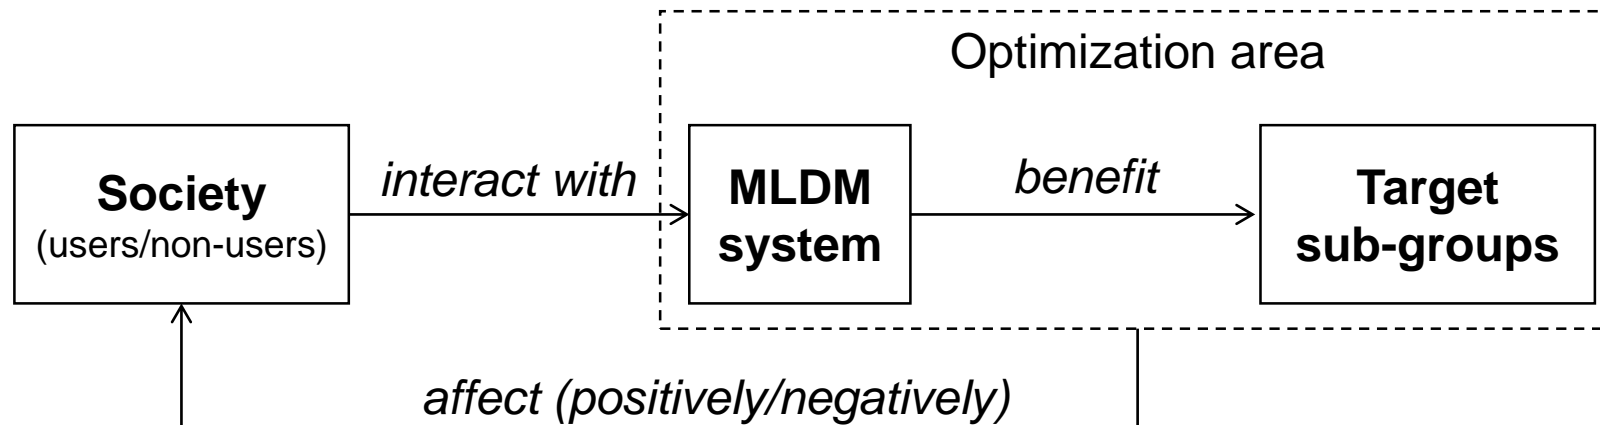 Optimization area
Society
(users/non-users)
interact with
MLDM
system
benefit
Target
sub-groups
affect (positively/negatively)